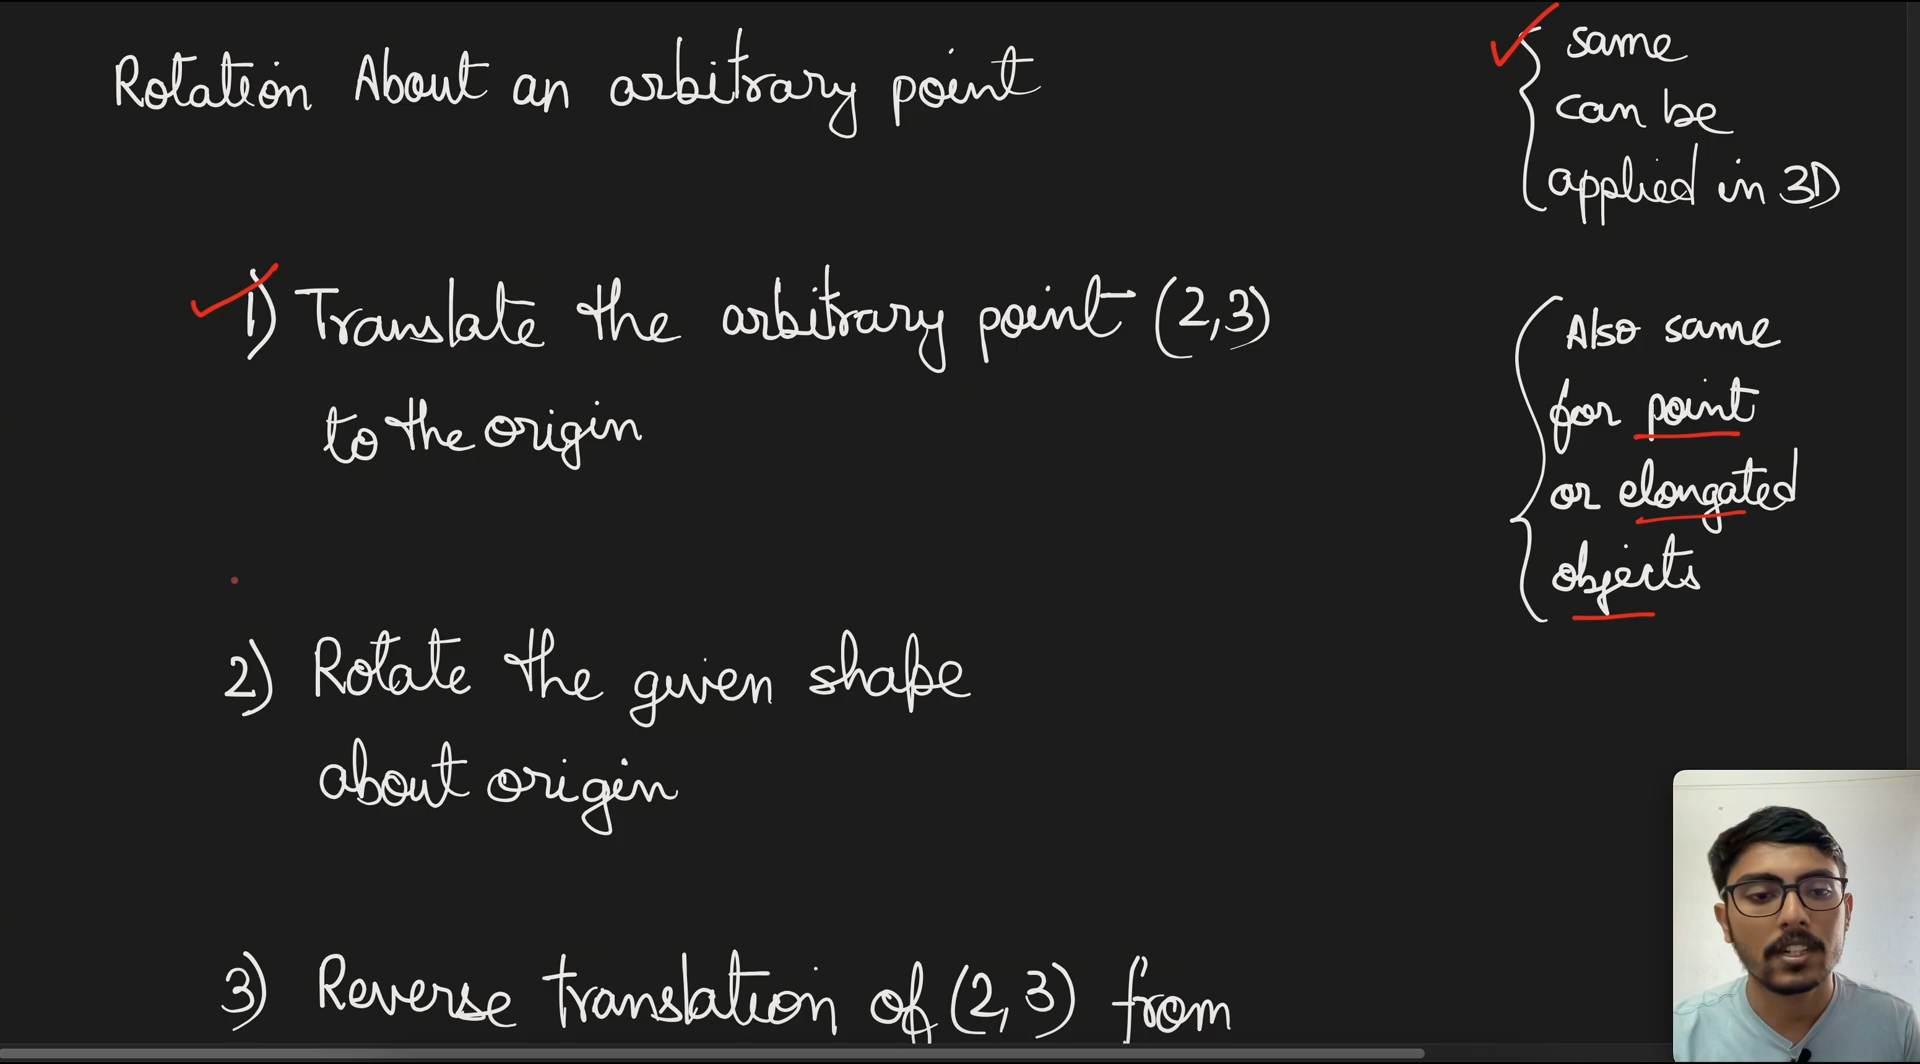 Rotation About an arbitrary point
1) Translate the arbitrary point (2,3)
to the origin
2) Rotate the given shape
about origin
3) Reverse translation of (2,3) from
same
can be
applied in 3D
Also same
for point
or elongated
objects